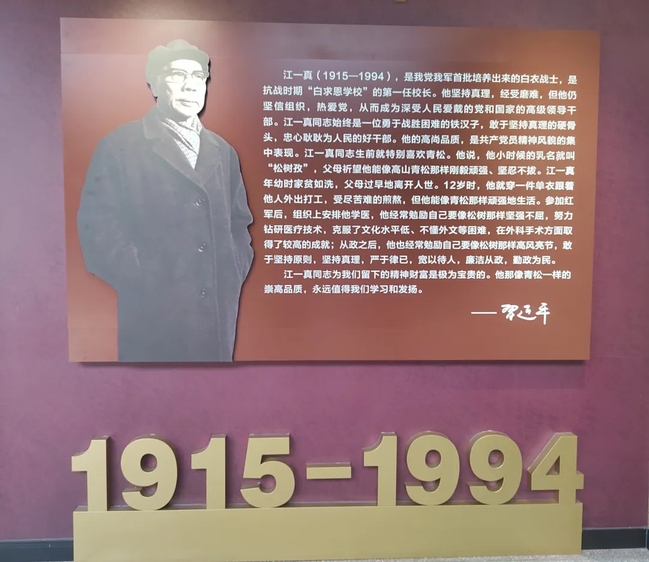 江一真（1915—1994），是我党我军首批培养出来的白衣战士，是
抗战时期“白求恩学校”的第一任校长。他坚持真理，经受磨难，但他仍
坚信组织，热爱党，从而成为深受人民爱戴的党和国家的高级领导干
部。江一真同志始终是一位勇于战胜困难的铁汉子，敢于坚持真理的硬骨
头，忠心耿耿为人民的好干部。他的高尚品质，是共产党员精神风貌的集
中表现。江一真同志生前就特别喜欢青松。他说，他小时候的乳名就叫
“松树孜”，父母祈望他能像高山青松那样刚毅顽强、坚忍不拔。江一真
年幼时家贫如洗，父母过早地离开人世。12岁时，他就穿一件单衣跟着
他人外出打工，受尽苦难的煎熬，但他能像青松那样顽强地生活。参加红
军后，组织上安排他学医，他经常勉励自己要像松树那样坚强不屈，努力
钻研医疗技术，克服了文化水平低、不懂外文等困难，在外科手术方面取
得了较高的成就；从政之后，他也经常勉励自己要像松树那样高风亮节，敢
于坚持原则，坚持真理，严于律己，宽以待人，廉洁从政，勤政为民。
江一真同志为我们留下的精神财富是极为宝贵的。他那像青松一样的
崇高品质，永远值得我们学习和发扬。
——习近平
1915-1994